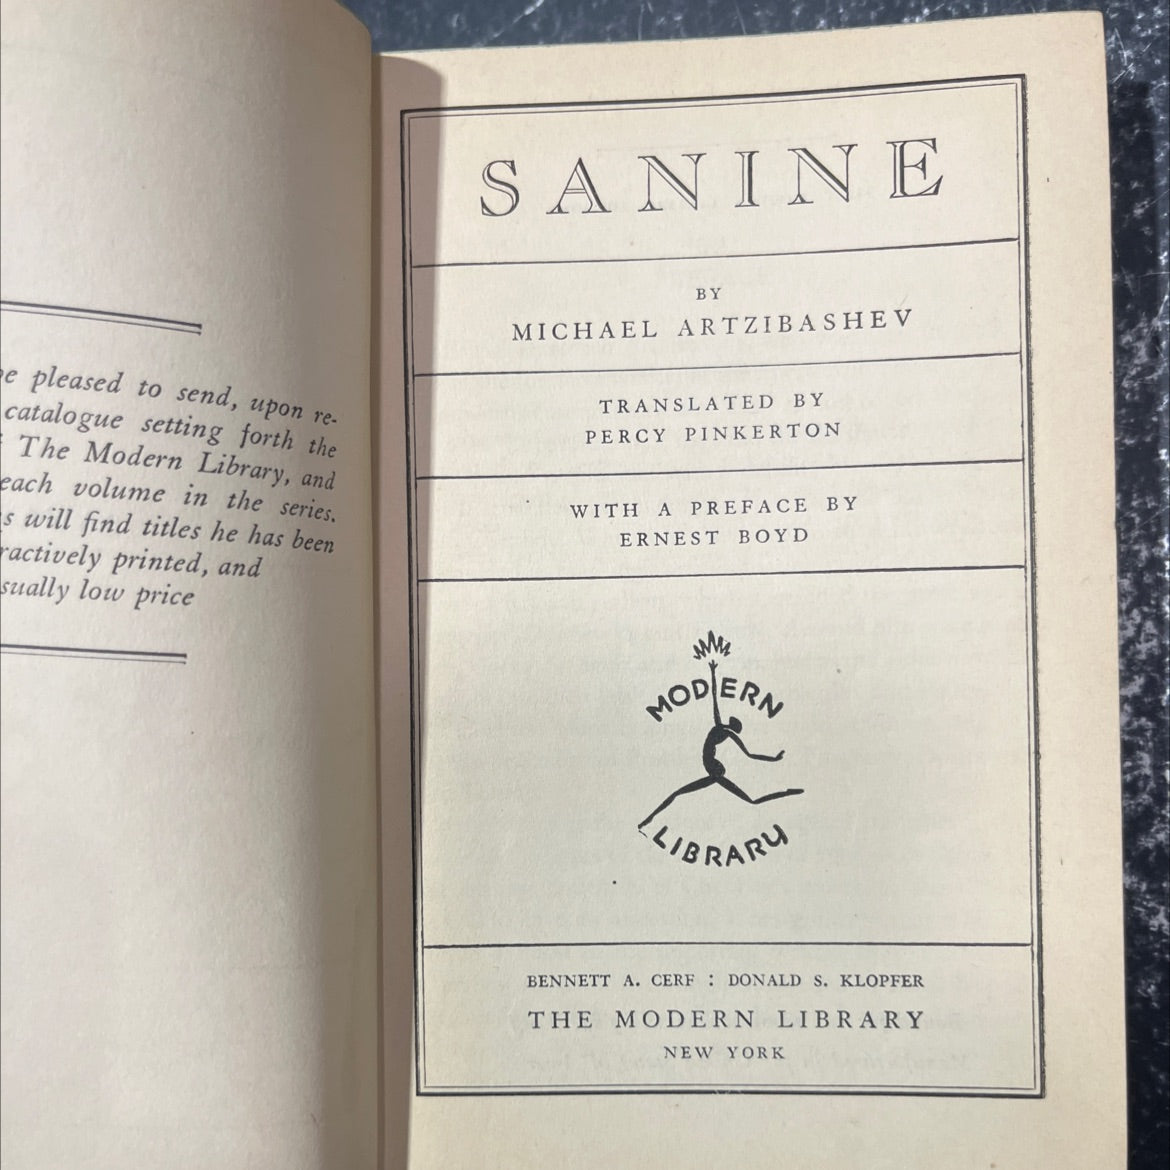 be pleased to send, upon re-
catalogue setting forth the
The Modern Library, and
each volume in the series.
will find titles he has been
printed, and
low price
SANINE
BY
MICHAEL ARTZIBASHEV
TRANSLATED BY
PERCY PINKERTON
WITH A PREFACE BY
ERNEST BOYD
MODERN
LIBRARY
BENNETT A. CERF : DONALD S. KLOPFER
THE MODERN LIBRARY
NEW YORK